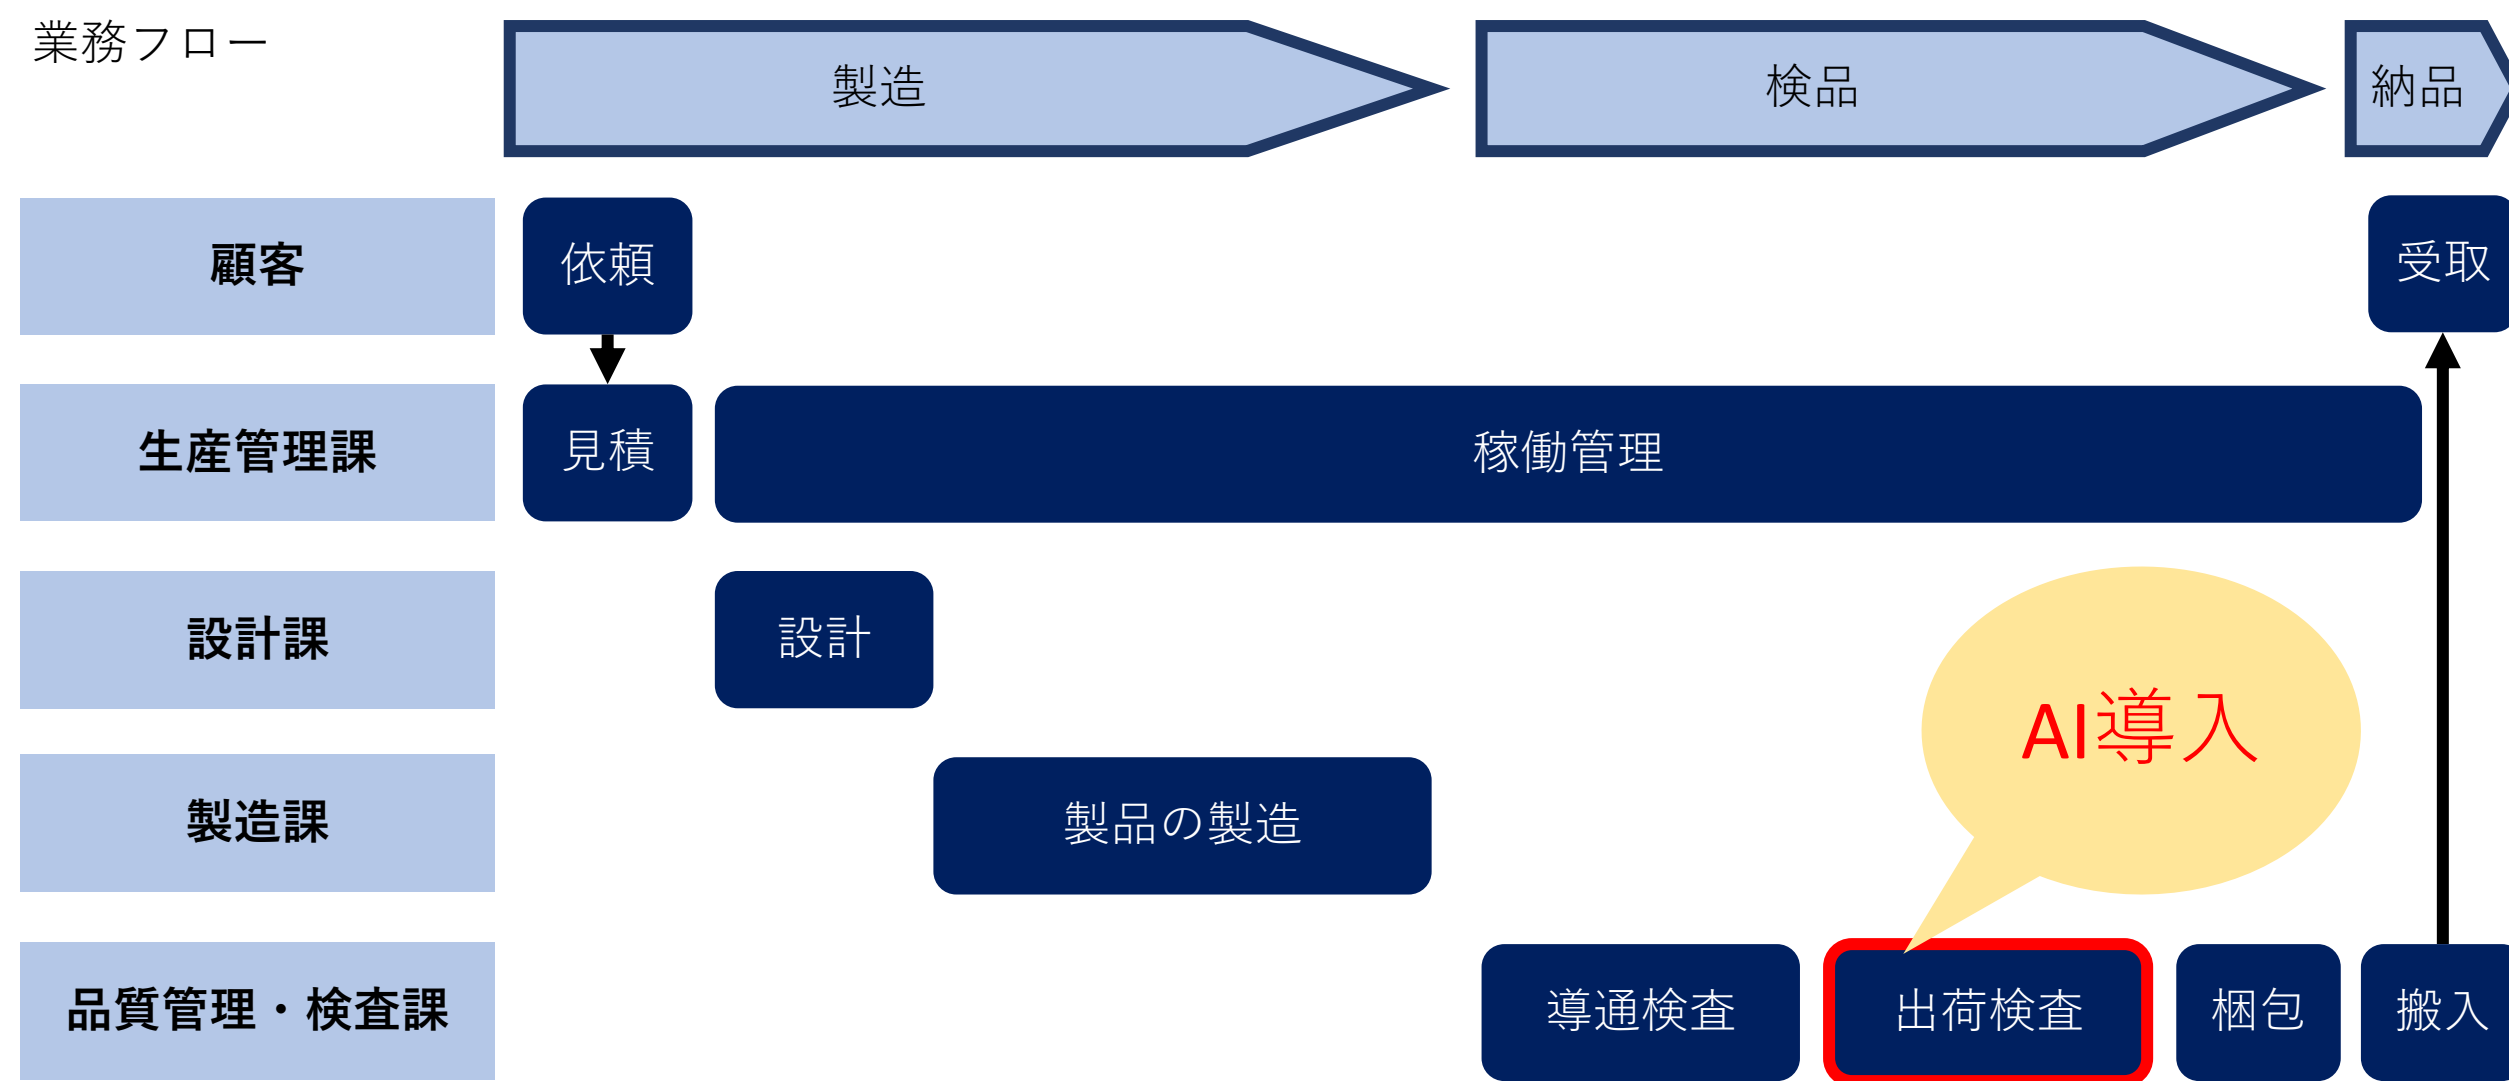 業務フロー
製造
検品
納品
顧客
依頼
受取
生産管理課
見積
稼働管理
設計課
設計
AI導入
製造課
製品の製造
品質管理・検査課
導通検査
出荷検査
梱包
搬入